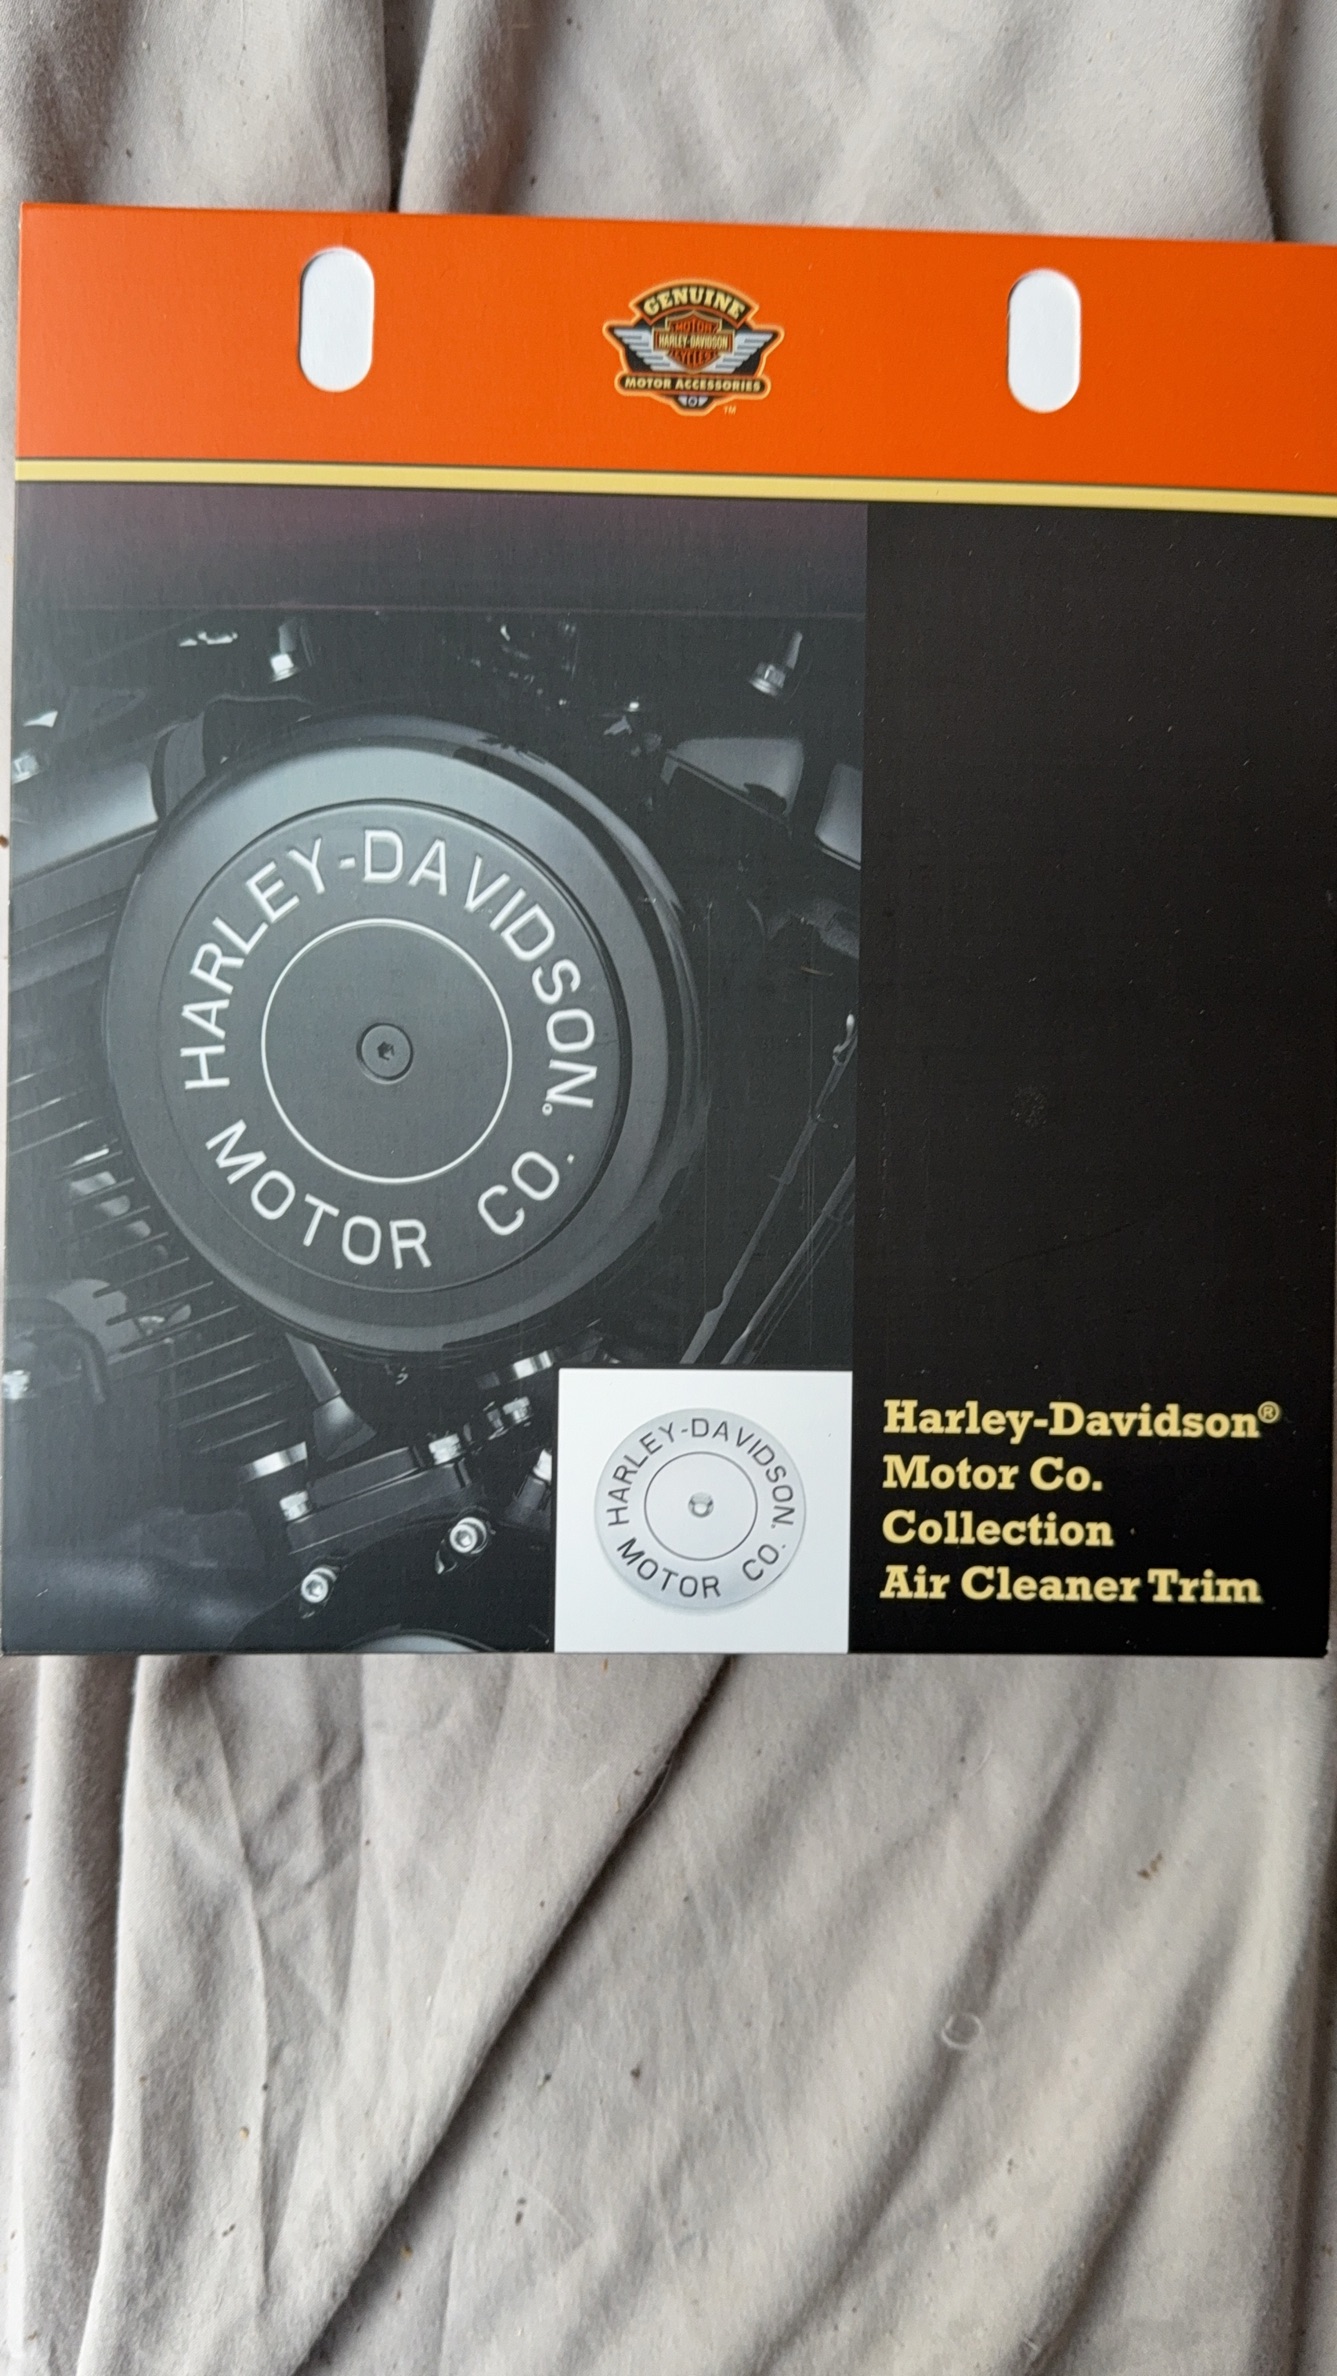 GENUINE
MOTOR
HARLEY-DAVIDSON
CYCLES
MOTOR ACCESSORIES
TM
HARLEY-DAVIDSON®
MOTOR CO.
HARLEY-DAVIDSON
MOTOR CO.
Harley-Davidson®
Motor Co.
Collection
Air Cleaner Trim